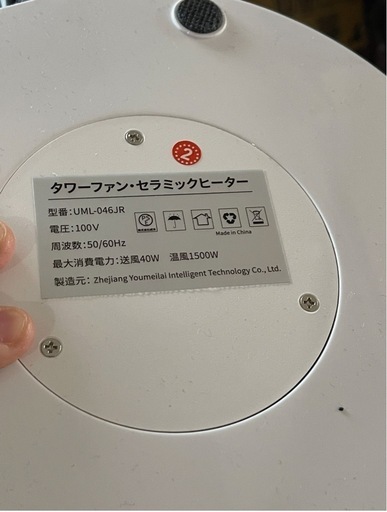 2
タワーファン・セラミックヒーター
型番：UML-046JR
電圧：100V
Made in China
周波数：50/60Hz
最大消費電力：送風40W 温風1500W
製造元：Zhejiang Youmeilai Intelligent Technology Co., Ltd.